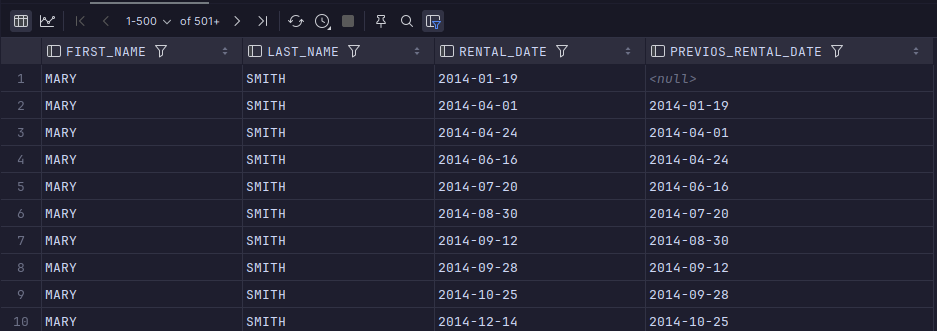 1-500 of 501+
FIRST_NAME LAST_NAME RENTAL_DATE PREVIOS_RENTAL_DATE
1 MARY SMITH 2014-01-19 <null>
2 MARY SMITH 2014-04-01 2014-01-19
3 MARY SMITH 2014-04-24 2014-04-01
4 MARY SMITH 2014-06-16 2014-04-24
5 MARY SMITH 2014-07-20 2014-06-16
6 MARY SMITH 2014-08-30 2014-07-20
7 MARY SMITH 2014-09-12 2014-08-30
8 MARY SMITH 2014-09-28 2014-09-12
9 MARY SMITH 2014-10-25 2014-09-28
10 MARY SMITH 2014-12-14 2014-10-25